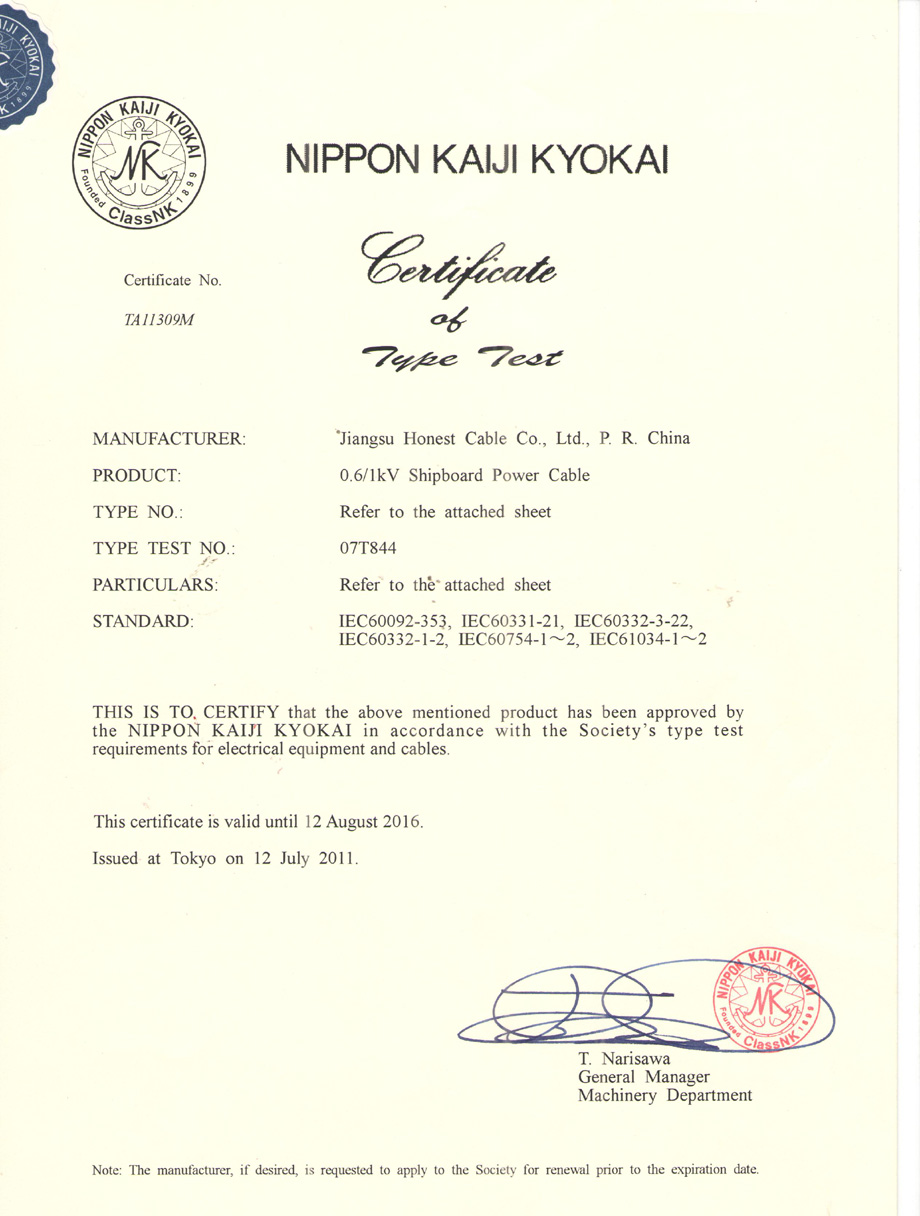 KAIJI KYOKAI
K 1899
NIPPON KAIJI KYOKAI
NK
Founded 1899
ClassNK
NIPPON KAIJI KYOKAI
Certificate
of
Type Test
Certificate No.
TA11309M
MANUFACTURER: Jiangsu Honest Cable Co., Ltd., P. R. China
PRODUCT: 0.6/1kV Shipboard Power Cable
TYPE NO.: Refer to the attached sheet
TYPE TEST NO.: 07T844
PARTICULARS: Refer to the attached sheet
STANDARD: IEC60092-353, IEC60331-21, IEC60332-3-22,
IEC60332-1-2, IEC60754-1～2, IEC61034-1～2
THIS IS TO CERTIFY that the above mentioned product has been approved by
the NIPPON KAIJI KYOKAI in accordance with the Society's type test
requirements for electrical equipment and cables.
This certificate is valid until 12 August 2016.
Issued at Tokyo on 12 July 2011.
NIPPON KAIJI KYOKAI
NK
Founded 1899
ClassNK
T. Narisawa
General Manager
Machinery Department
Note: The manufacturer, if desired, is requested to apply to the Society for renewal prior to the expiration date.